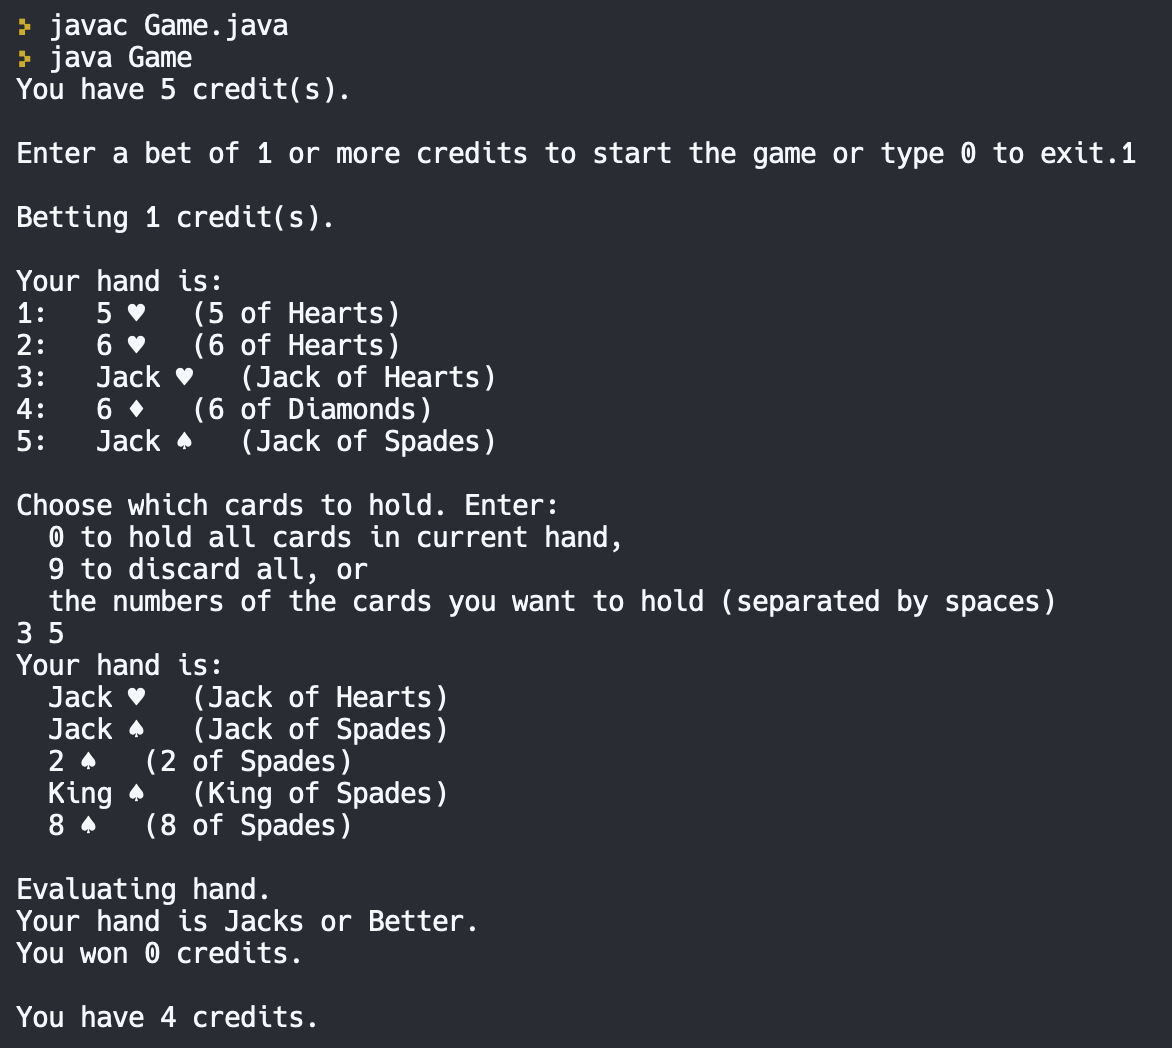 > javac Game.java
> java Game
You have 5 credit(s).

Enter a bet of 1 or more credits to start the game or type 0 to exit.1

Betting 1 credit(s).

Your hand is:
1:   5 ♥   (5 of Hearts)
2:   6 ♥   (6 of Hearts)
3:   Jack ♥   (Jack of Hearts)
4:   6 ♦   (6 of Diamonds)
5:   Jack ♠   (Jack of Spades)

Choose which cards to hold. Enter:
  0 to hold all cards in current hand,
  9 to discard all, or
  the numbers of the cards you want to hold (separated by spaces)
3 5
Your hand is:
  Jack ♥   (Jack of Hearts)
  Jack ♠   (Jack of Spades)
  2 ♠   (2 of Spades)
  King ♠   (King of Spades)
  8 ♠   (8 of Spades)

Evaluating hand.
Your hand is Jacks or Better.
You won 0 credits.

You have 4 credits.